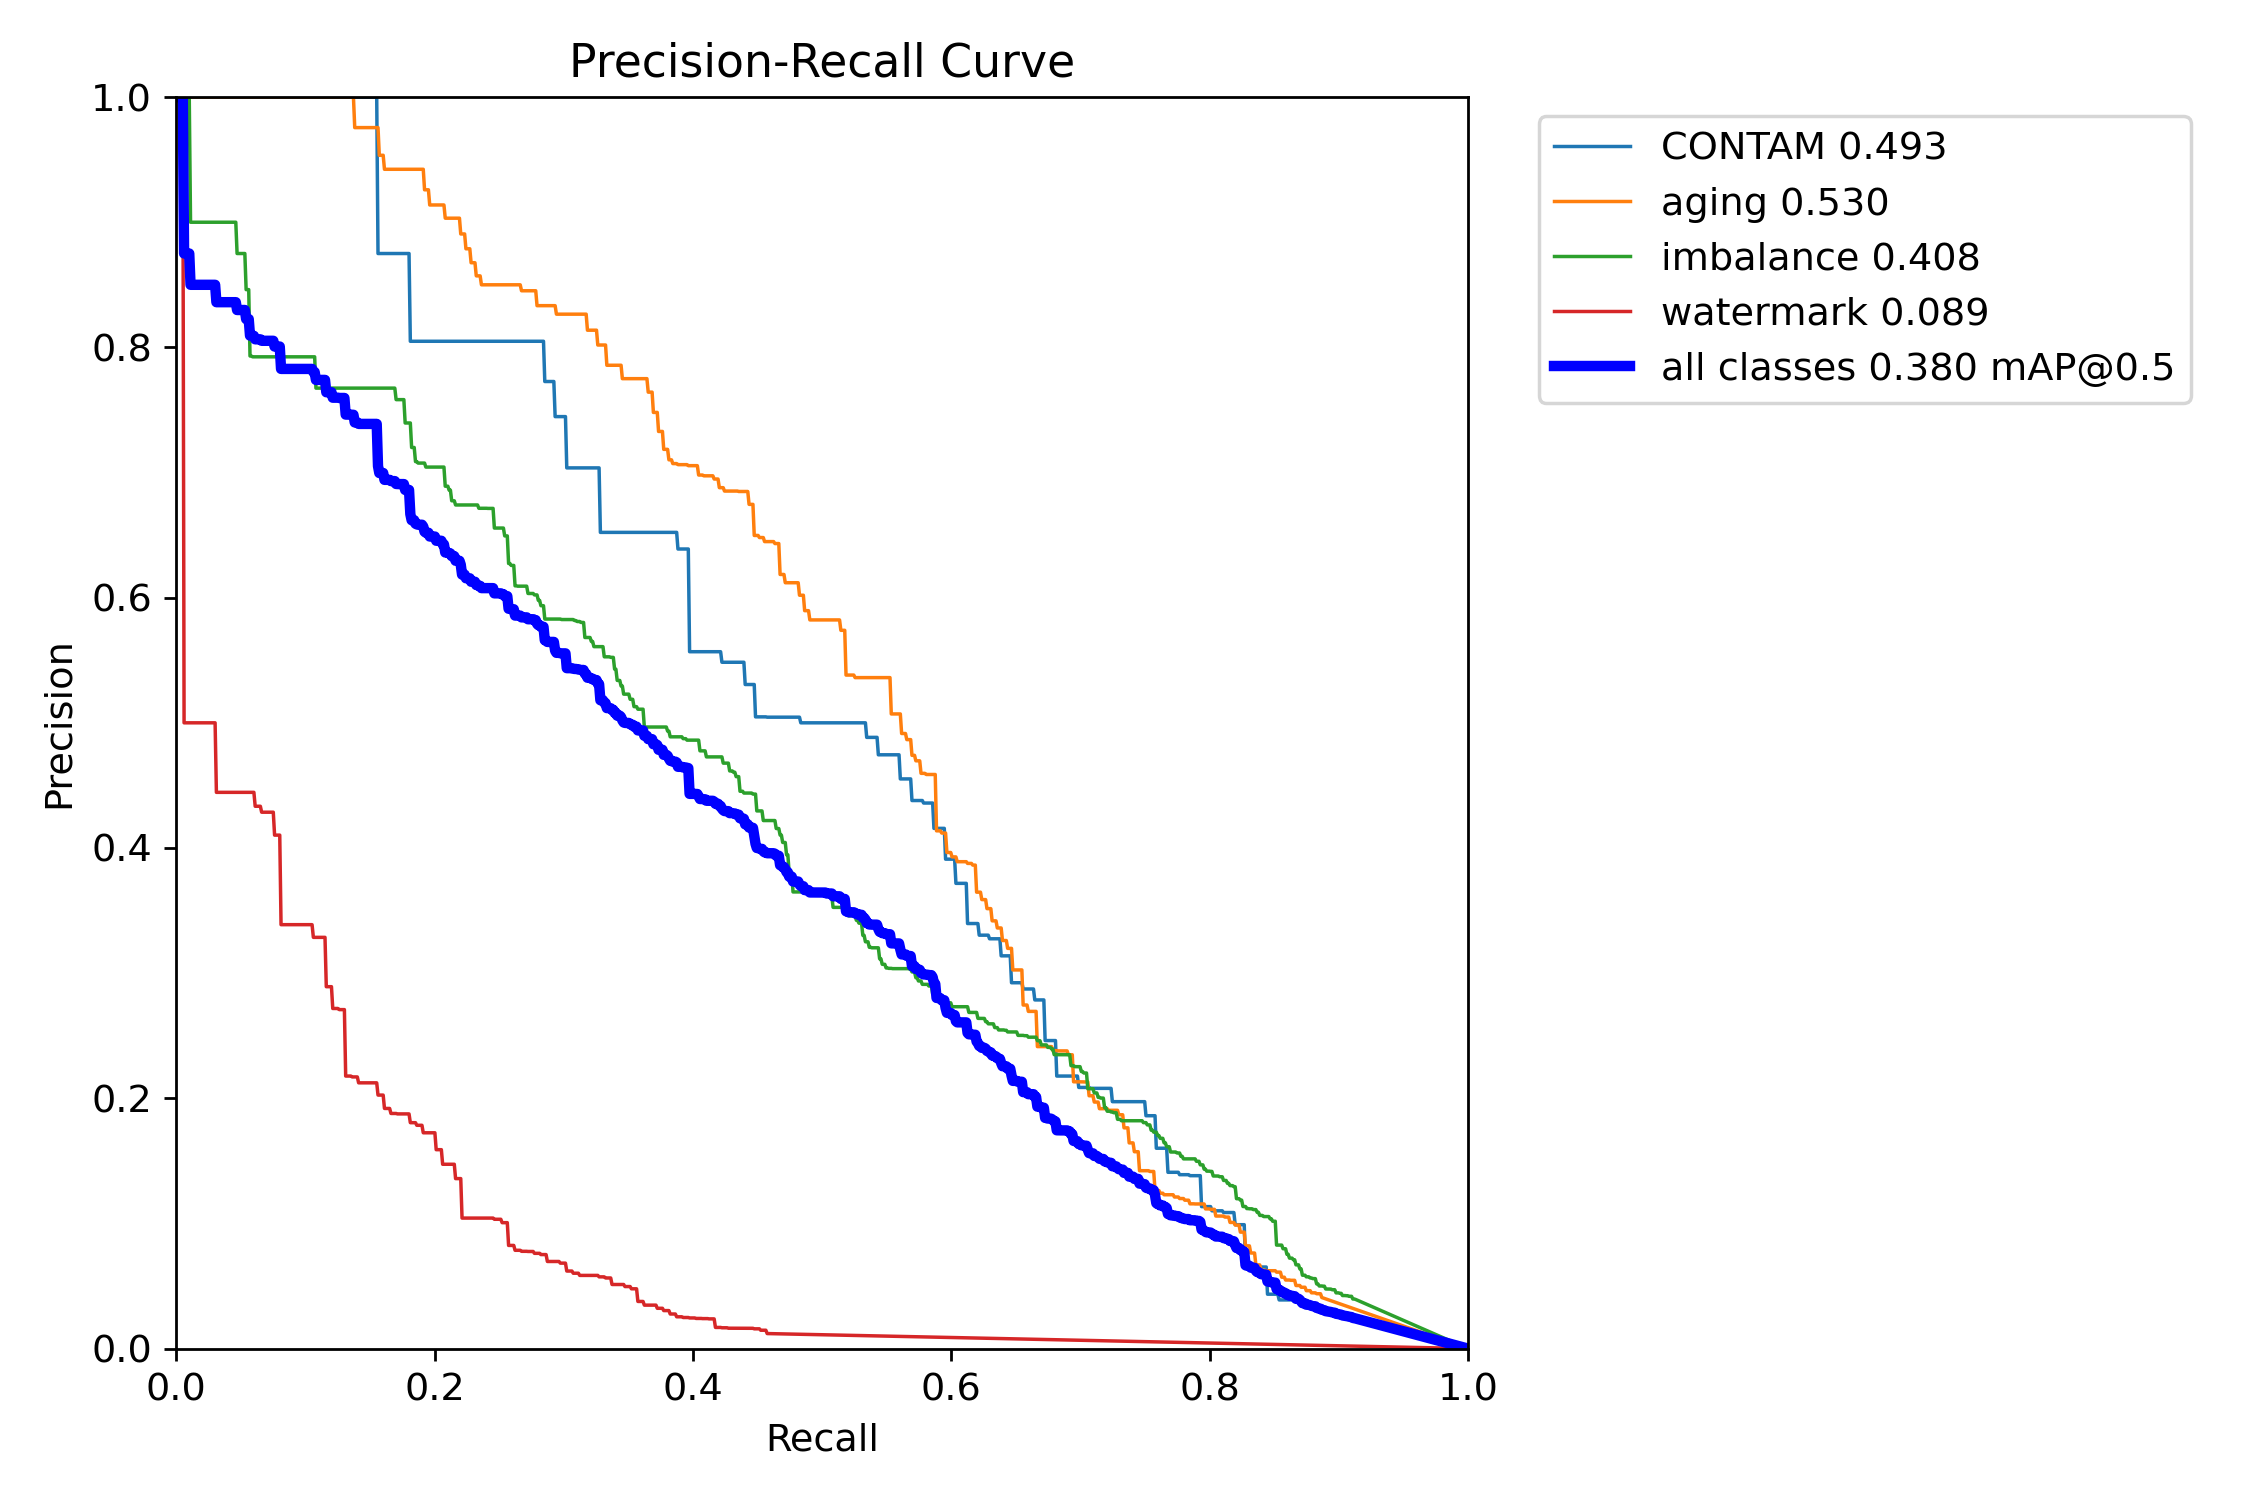 Precision-Recall Curve
1.0
0.8
0.6
0.4
0.2
0.0
Precision
0.0 0.2 0.4 0.6 0.8 1.0
Recall
CONTAM 0.493
aging 0.530
imbalance 0.408
watermark 0.089
all classes 0.380 mAP@0.5